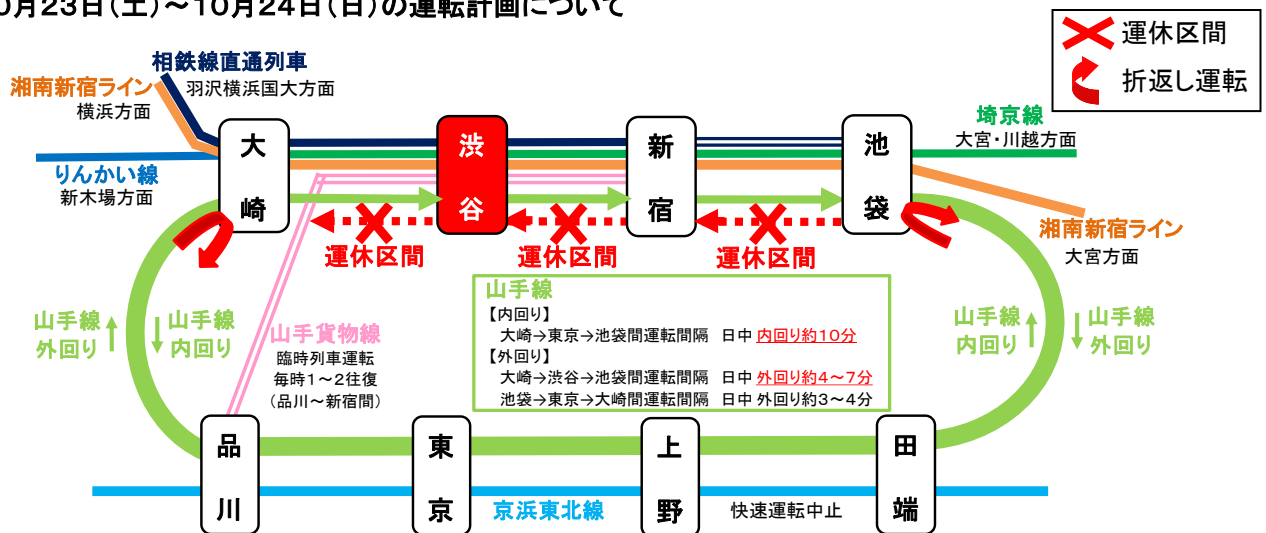 月23日（土）～10月24日（日）の運転計画について
運休区間
折返し運転
相鉄線直通列車
羽沢横浜国大方面
湘南新宿ライン
横浜方面
りんかい線
新木場方面
埼京線
大宮・川越方面
湘南新宿ライン
大宮方面
大崎
渋谷
新宿
池袋
運休区間
運休区間
運休区間
山手線
外回り
山手線
内回り
山手貨物線
臨時列車運転
毎時1～2往復
（品川～新宿間）
山手線
【内回り】
大崎→東京→池袋間運転間隔 日中 内回り約10分
【外回り】
大崎→渋谷→池袋間運転間隔 日中 外回り約4～7分
池袋→東京→大崎間運転間隔 日中 外回り約3～4分
山手線
内回り
山手線
外回り
品川
東京
上野
田端
京浜東北線
快速運転中止